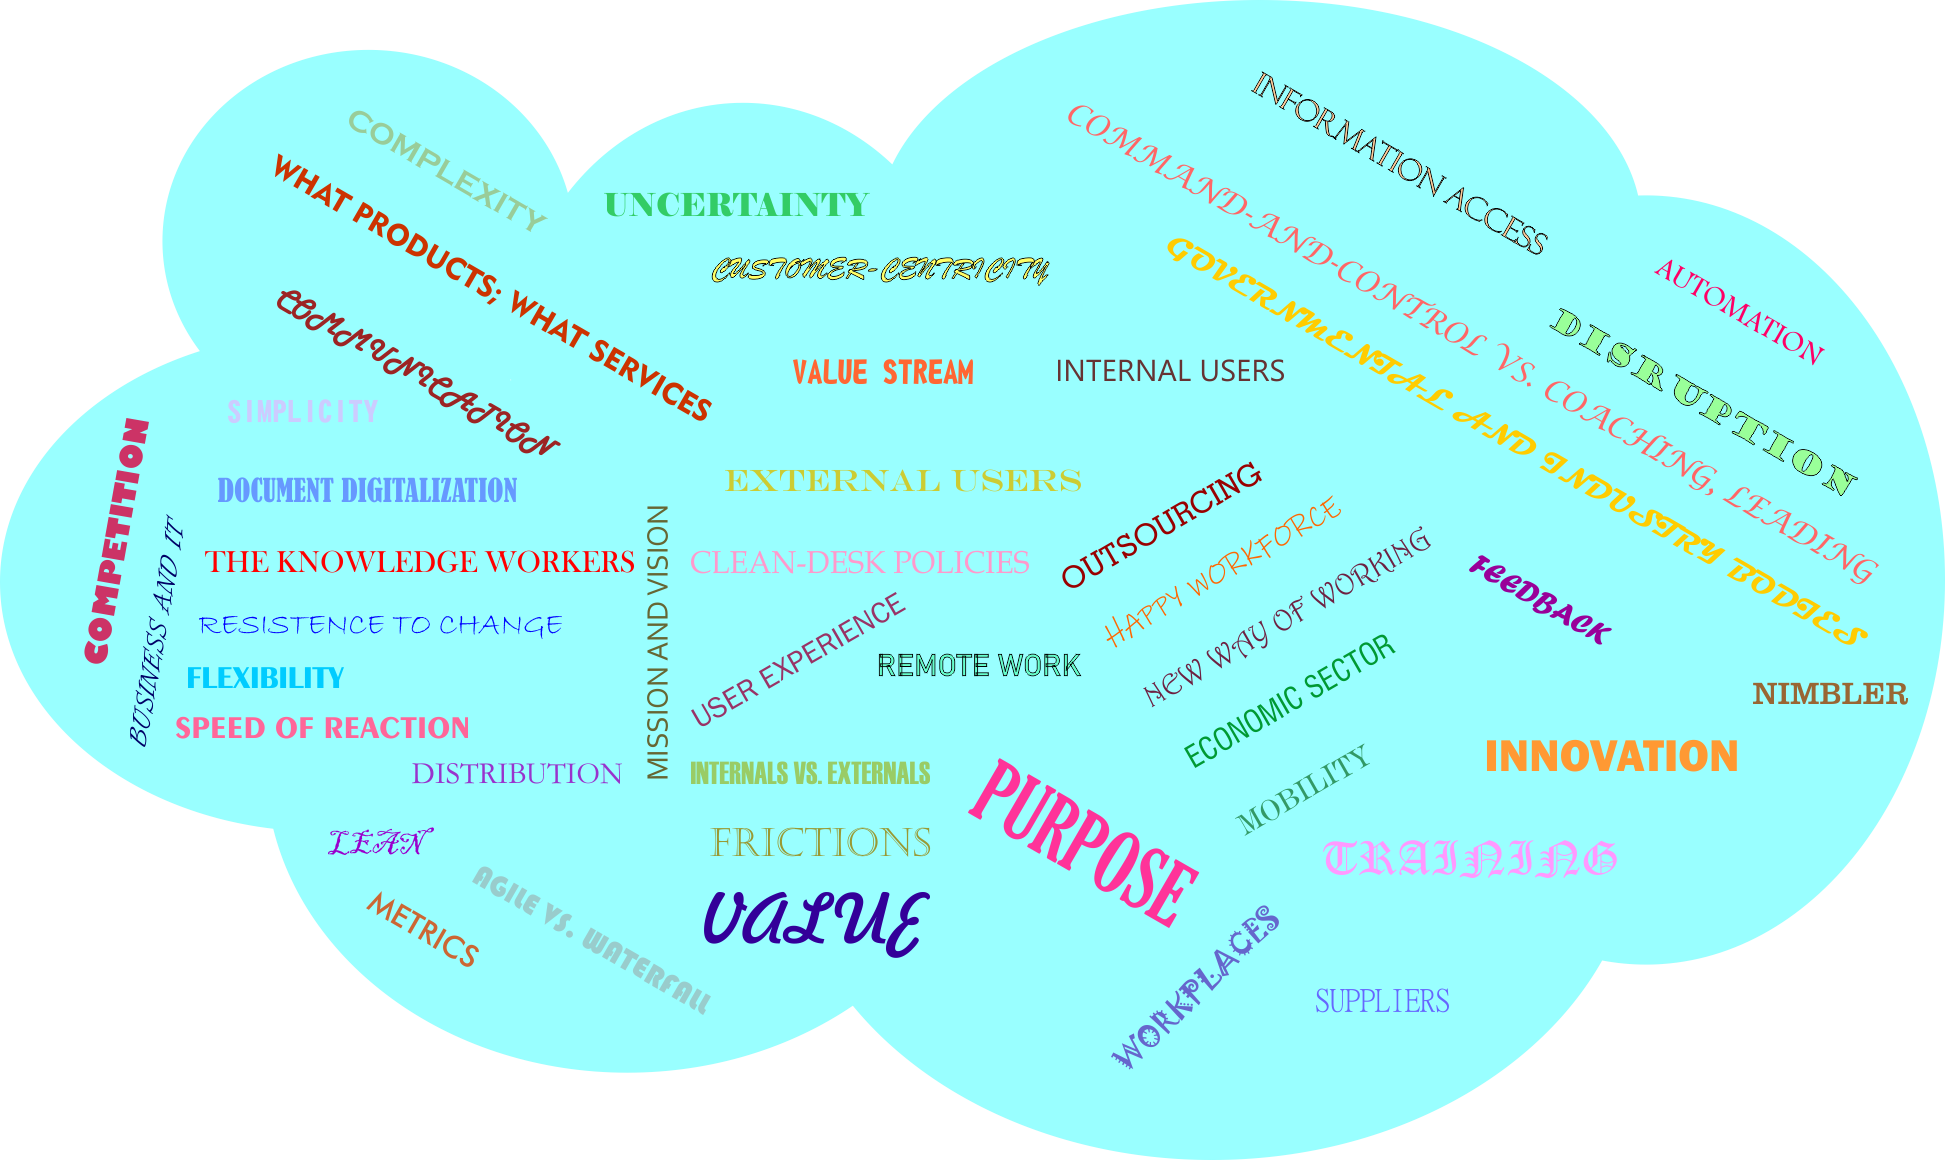 COMPLEXITY
WHAT PRODUCTS; WHAT SERVICES
COMMUNICATION
UNCERTAINTY
CUSTOMER-CENTRICITY
INFORMATION ACCESS
COMMAND-AND-CONTROL VS. COACHING, LEADING
GOVERNMENTAL AND INDUSTRY BODIES
AUTOMATION
DISRUPTION
VALUE STREAM
INTERNAL USERS
SIMPLICITY
COMPETITION
DOCUMENT DIGITALIZATION
EXTERNAL USERS
BUSINESS AND IT
THE KNOWLEDGE WORKERS
MISSION AND VISION
CLEAN-DESK POLICIES
OUTSOURCING
HAPPY WORKFORCE
NEW WAY OF WORKING
FEEDBACK
RESISTENCE TO CHANGE
USER EXPERIENCE
REMOTE WORK
ECONOMIC SECTOR
FLEXIBILITY
NIMBLER
SPEED OF REACTION
INNOVATION
DISTRIBUTION
INTERNALS VS. EXTERNALS
PURPOSE
MOBILITY
LEAN
FRICTIONS
TRAINING
METRICS
AGILE VS. WATERFALL
VALUE
WORKPLACES
SUPPLIERS